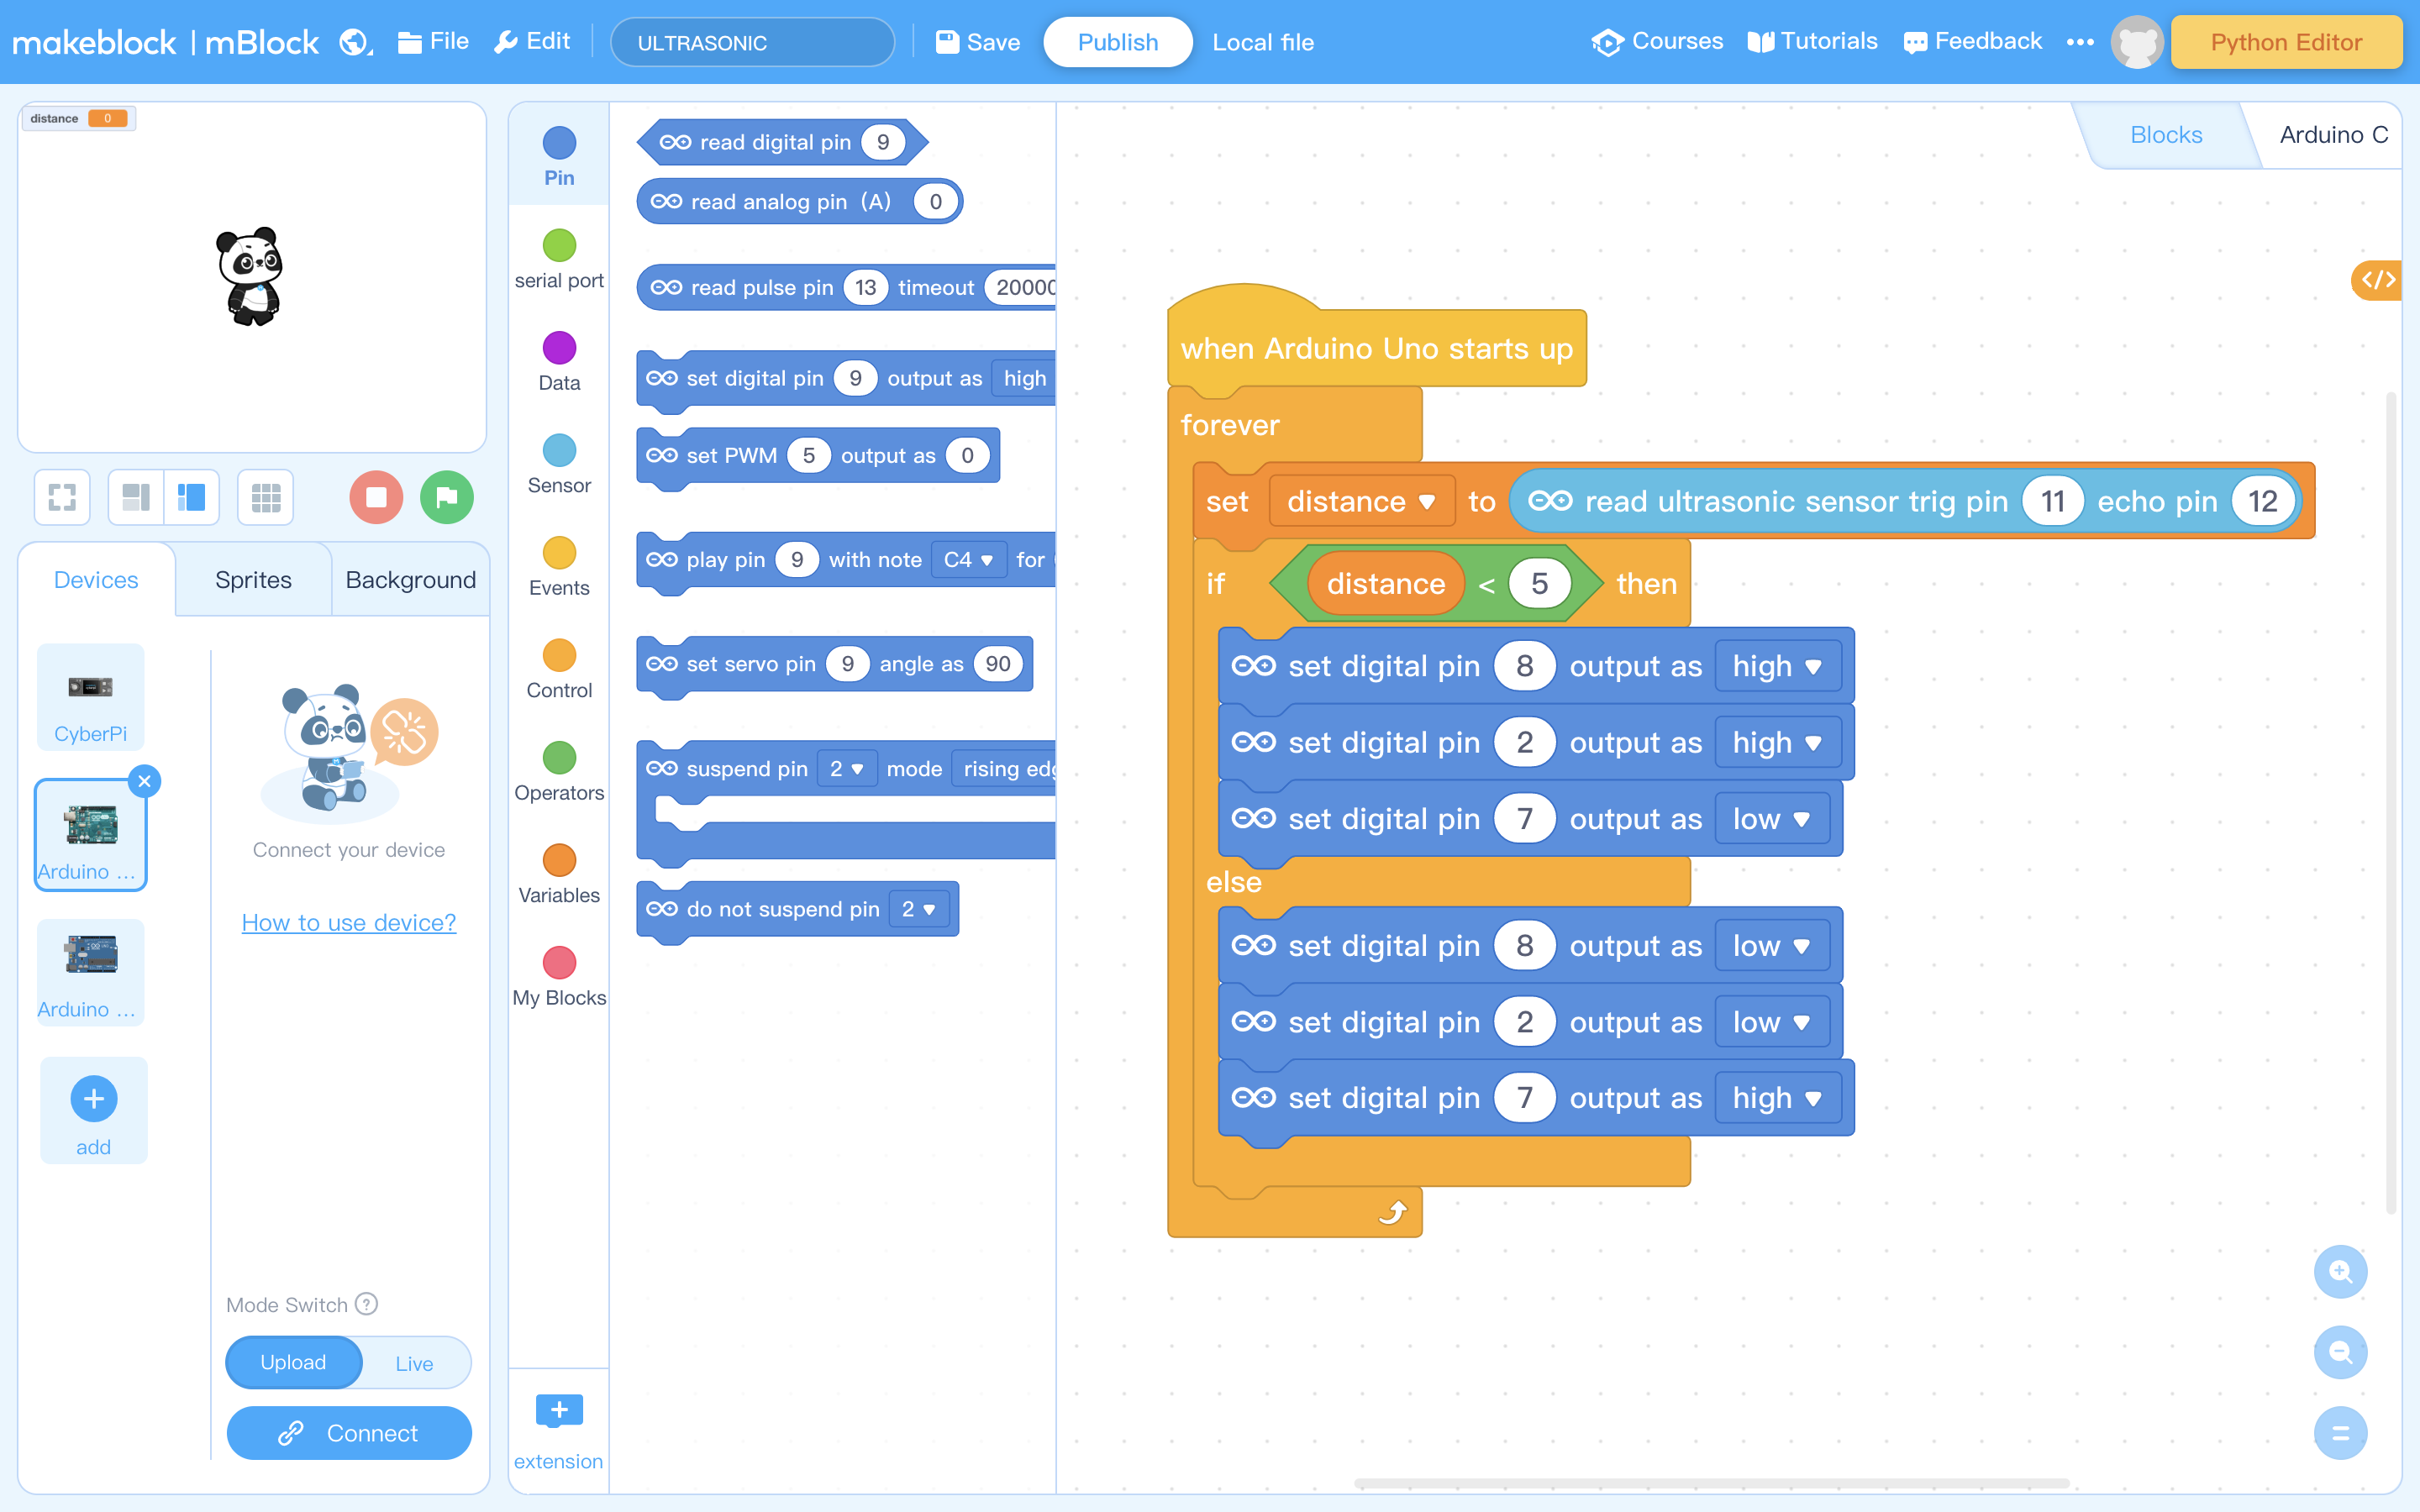 makeblock | mBlock File Edit ULTRASONIC Save Publish Local file Courses Tutorials Feedback Python Editor
distance 0
Devices Sprites Background
CyberPi
Arduino ...
Arduino ...
add
Connect your device
How to use device?
Mode Switch ?
Upload Live
Connect
Pin
serial port
Data
Sensor
Events
Control
Operators
Variables
My Blocks
extension
read digital pin 9
read analog pin (A) 0
read pulse pin 13 timeout 20000
set digital pin 9 output as high
set PWM 5 output as 0
play pin 9 with note C4 for
set servo pin 9 angle as 90
suspend pin 2 mode rising edg
do not suspend pin 2
Blocks Arduino C
</>
when Arduino Uno starts up
forever
set distance to read ultrasonic sensor trig pin 11 echo pin 12
if distance < 5 then
set digital pin 8 output as high
set digital pin 2 output as high
set digital pin 7 output as low
else
set digital pin 8 output as low
set digital pin 2 output as low
set digital pin 7 output as high